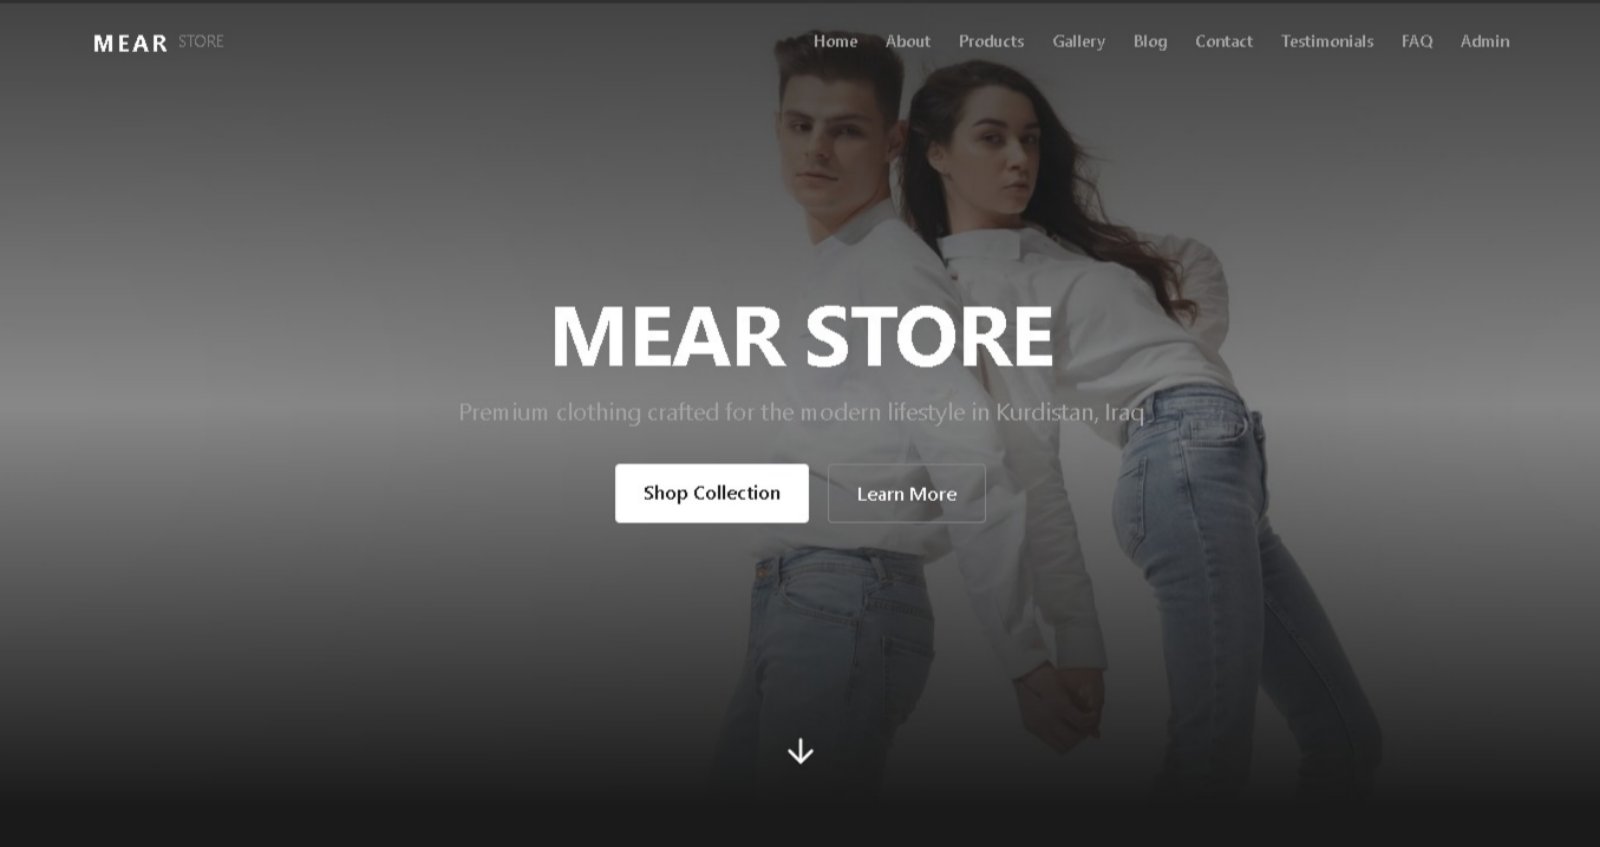 MEAR STORE
Home About Products Gallery Blog Contact Testimonials FAQ Admin
MEAR STORE
Premium clothing crafted for the modern lifestyle in Kurdistan, Iraq
Shop Collection Learn More